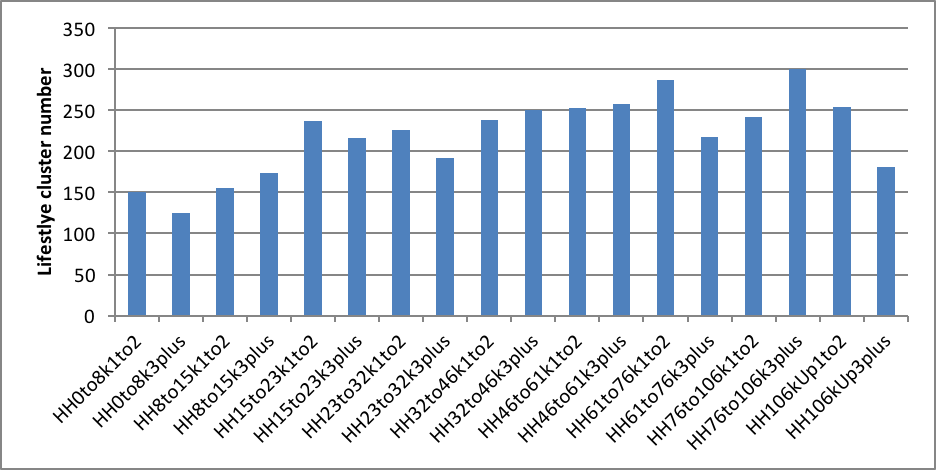 Lifestlye cluster number
350
300
250
200
150
100
50
0
HH0to8k1to2
HH0to8k3plus
HH8to15k1to2
HH8to15k3plus
HH15to23k1to2
HH15to23k3plus
HH23to32k1to2
HH23to32k3plus
HH32to46k1to2
HH32to46k3plus
HH46to61k1to2
HH46to61k3plus
HH61to76k1to2
HH61to76k3plus
HH76to106k1to2
HH76to106k3plus
HH106kUp1to2
HH106kUp3plus